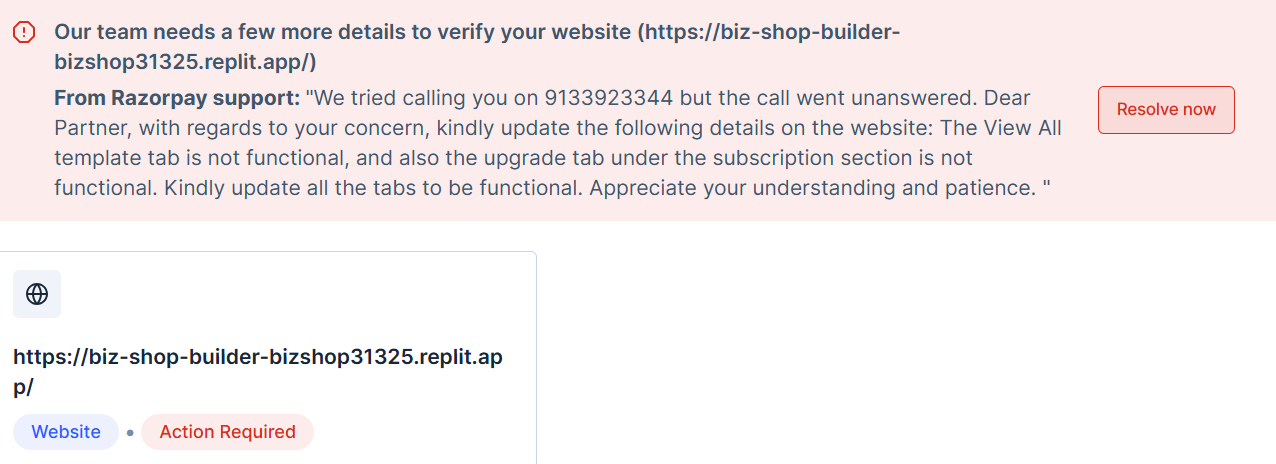 Our team needs a few more details to verify your website (https://biz-shop-builder-
bizshop31325.replit.app/)
From Razorpay support: "We tried calling you on 9133923344 but the call went unanswered. Dear
Partner, with regards to your concern, kindly update the following details on the website: The View All
template tab is not functional, and also the upgrade tab under the subscription section is not
functional. Kindly update all the tabs to be functional. Appreciate your understanding and patience. "
Resolve now
https://biz-shop-builder-bizshop31325.replit.ap
p/
Website • Action Required